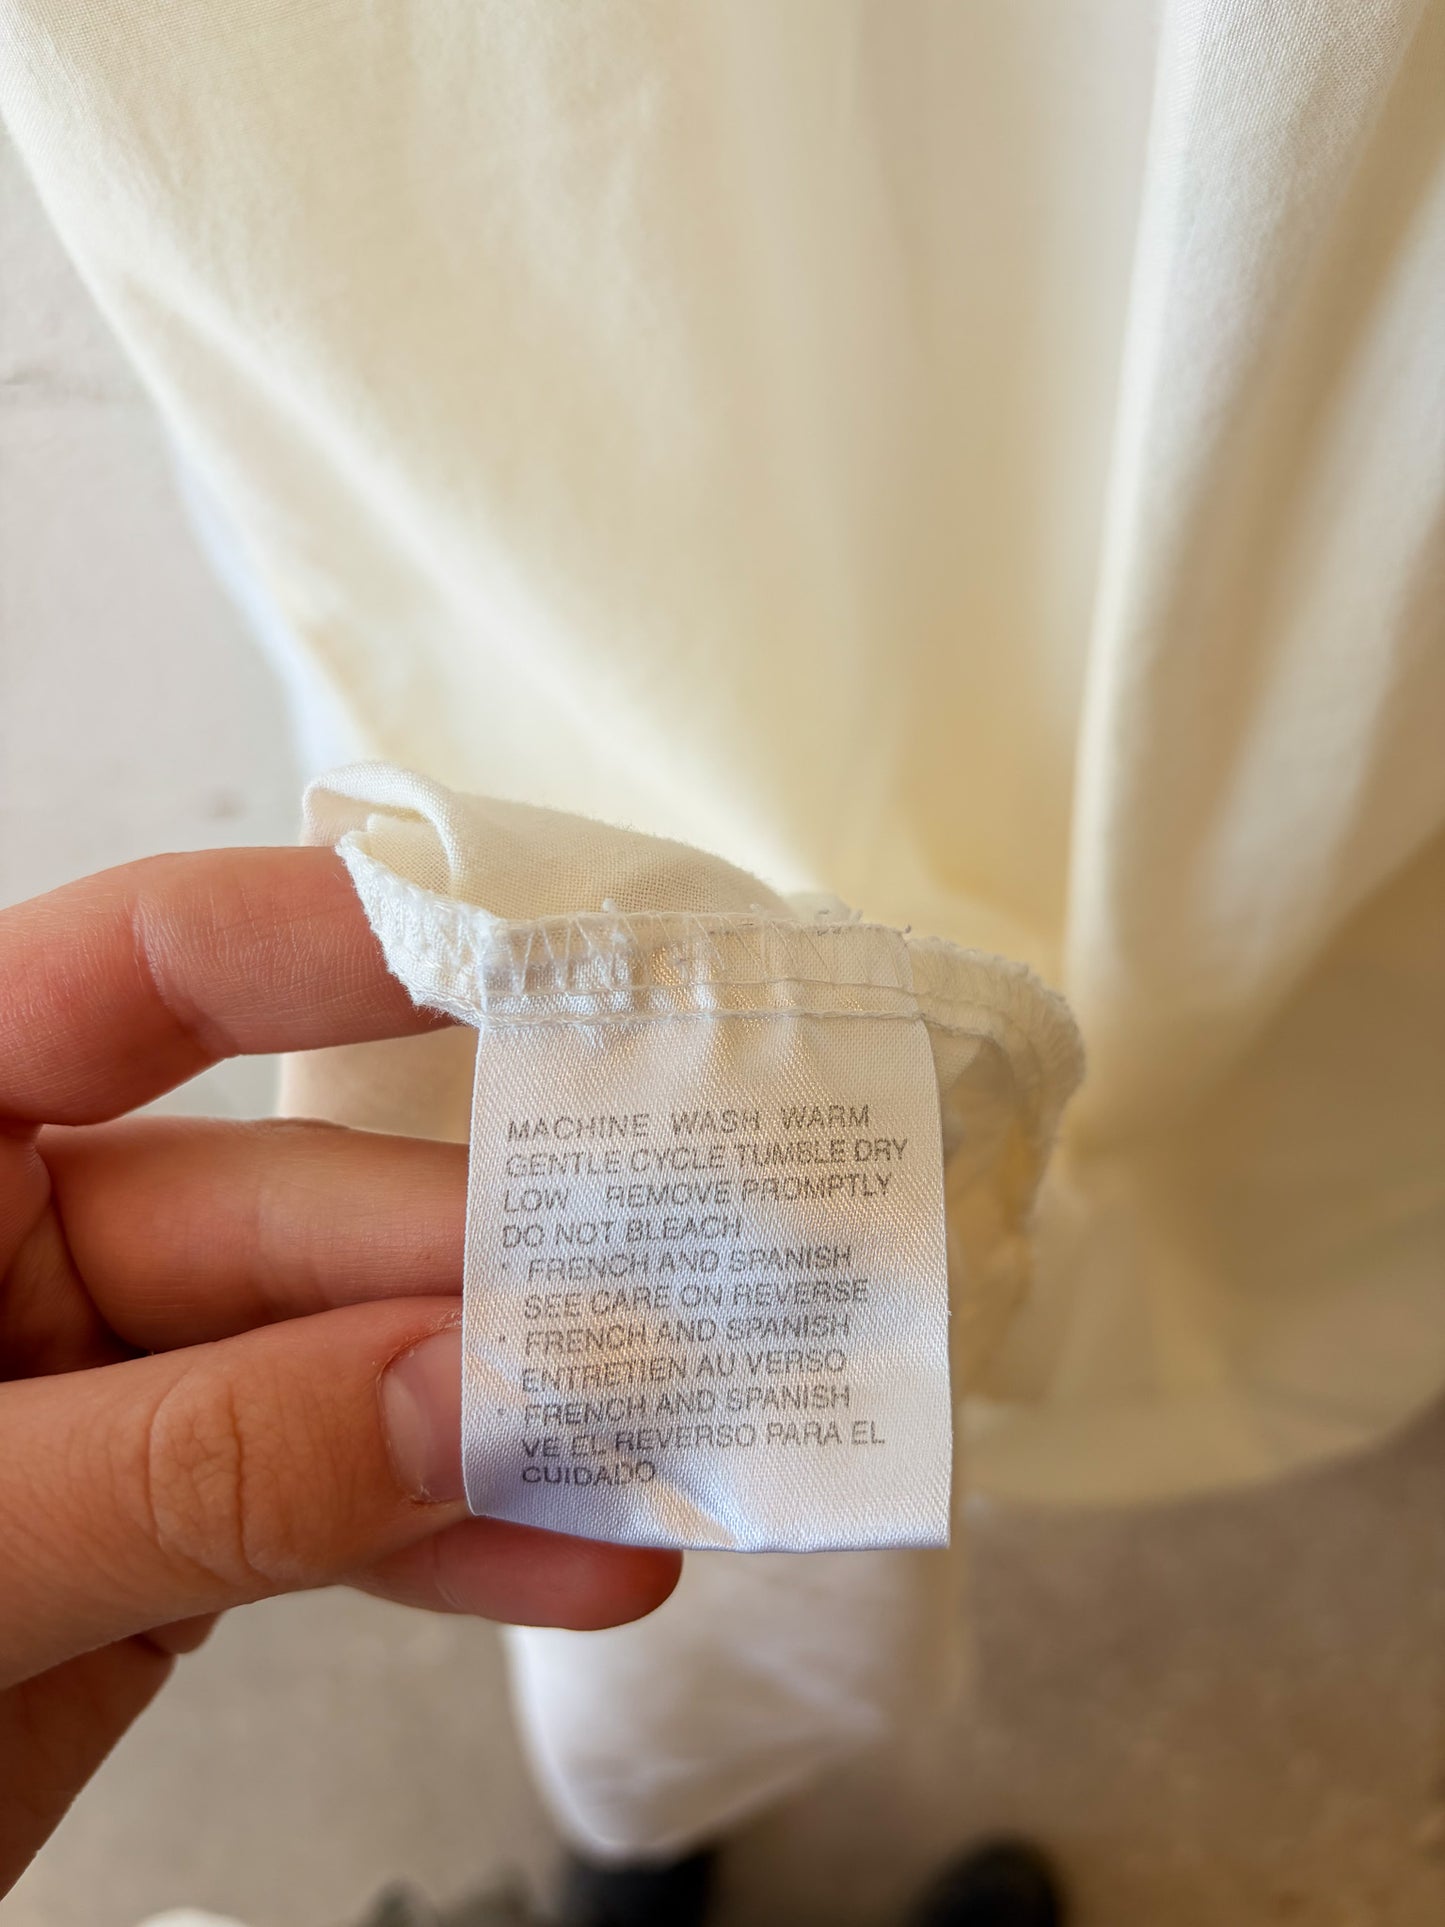 MACHINE WASH WARM
GENTLE CYCLE TUMBLE DRY
LOW REMOVE PROMPTLY
DO NOT BLEACH
· FRENCH AND SPANISH
SEE CARE ON REVERSE
· FRENCH AND SPANISH
ENTRETIEN AU VERSO
· FRENCH AND SPANISH
VE EL REVERSO PARA EL
CUIDADO